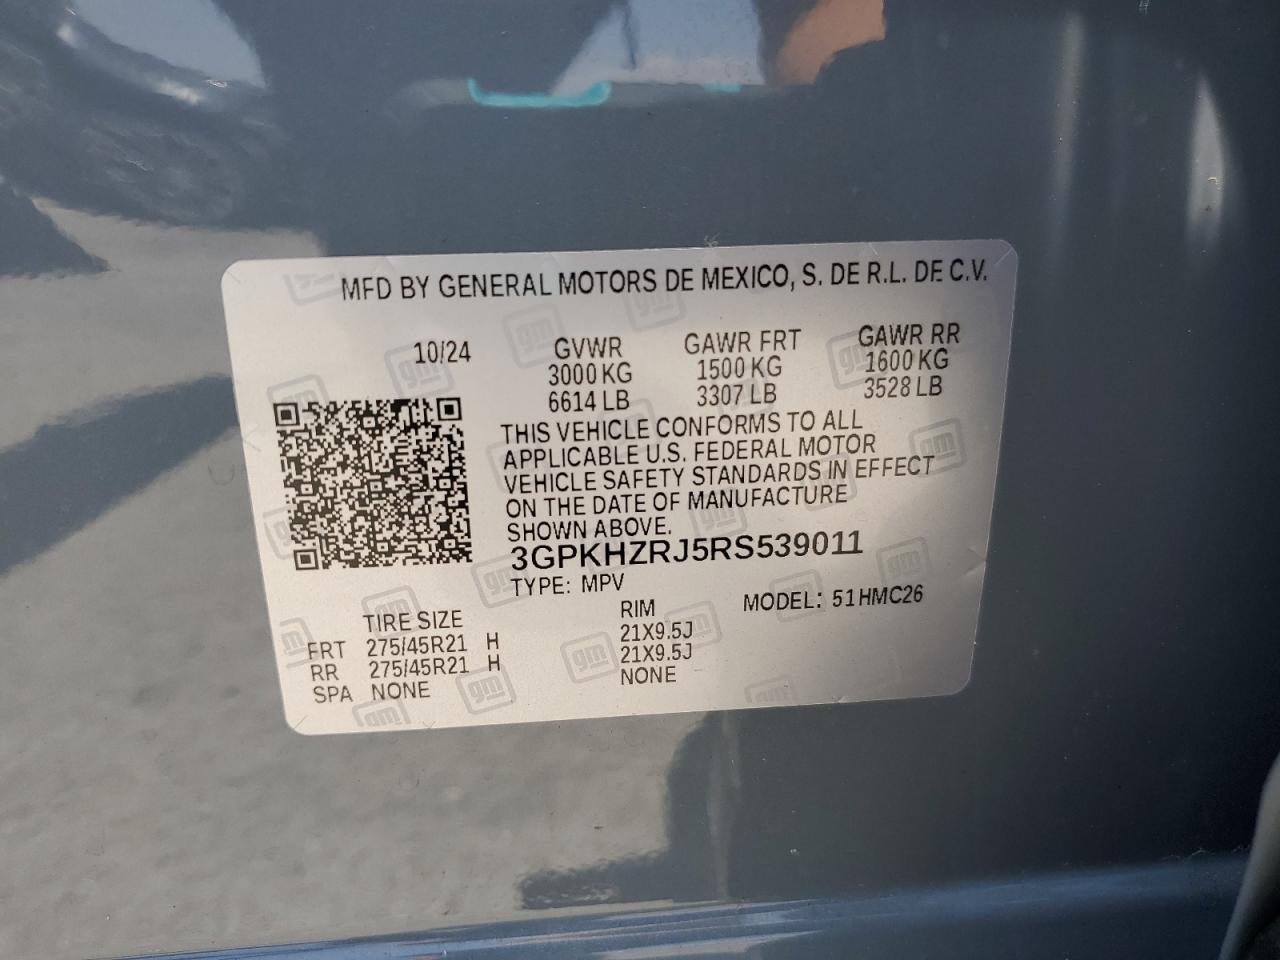 MFD BY GENERAL MOTORS DE MEXICO, S. DE R.L. DE C.V.
10/24 GVWR GAWR FRT GAWR RR
3000 KG 1500 KG 1600 KG
6614 LB 3307 LB 3528 LB
THIS VEHICLE CONFORMS TO ALL
APPLICABLE U.S. FEDERAL MOTOR
VEHICLE SAFETY STANDARDS IN EFFECT
ON THE DATE OF MANUFACTURE
SHOWN ABOVE.
3GPKHZRJ5RS539011
TYPE: MPV MODEL: 51HMC26
TIRE SIZE RIM
FRT 275/45R21 H 21X9.5J
RR 275/45R21 H 21X9.5J
SPA NONE NONE